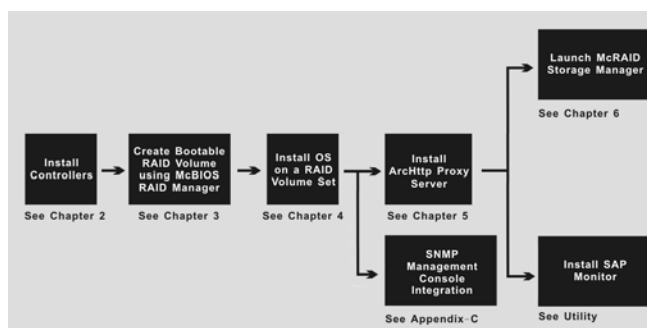 Install
Controllers
See Chapter 2
Create Bootable
RAID Volume
using McBIOS
RAID Manager
See Chapter 3
Install OS
on a RAID
Volume Set
See Chapter 4
Install
ArcHttp Proxy
Server
See Chapter 5
SNMP
Management
Console
Integration
See Appendix-C
Launch McRAID
Storage Manager
See Chapter 6
Install SAP
Monitor
See Utility